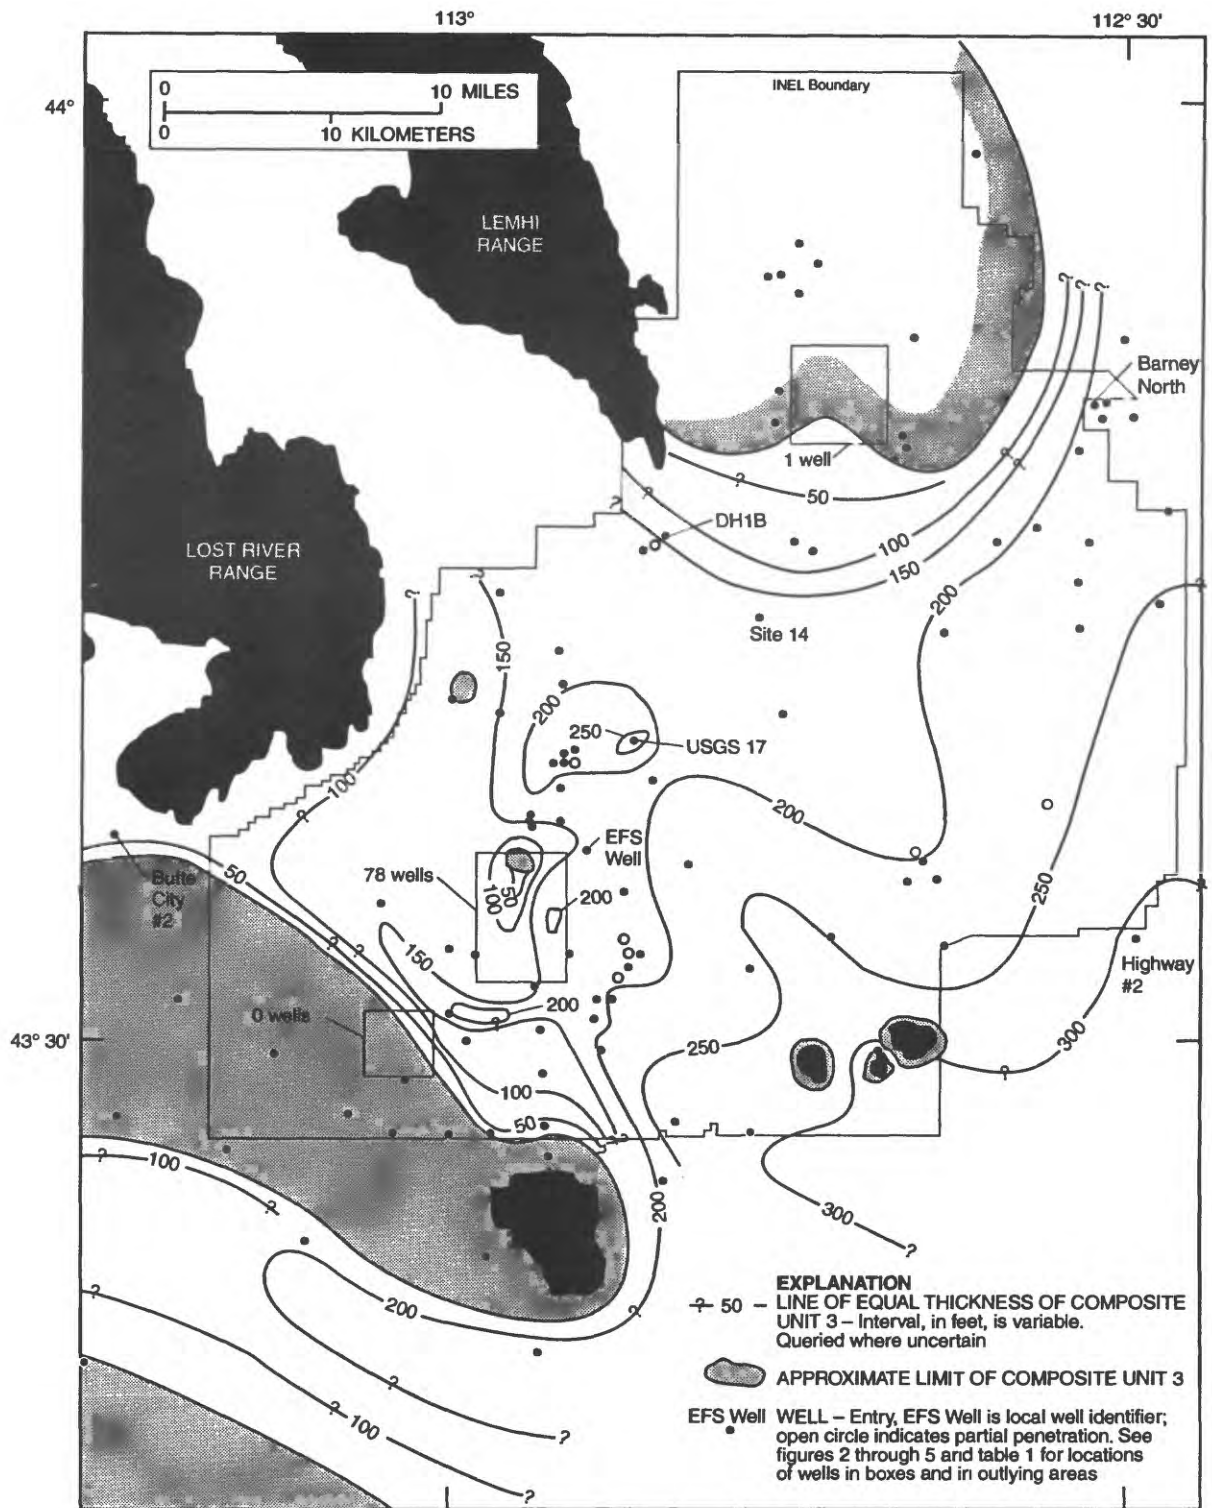 113°
112° 30'
44°
0
10 MILES
0
10 KILOMETERS
INEL Boundary
LEMHI
RANGE
Barney
North
1 well
?
?
?
?
?
?
?
50
DH1B
100
150
200
LOST RIVER
RANGE
?
?
?
?
150
Site 14
200
250
USGS 17
100
?
200
EFS
Well
50
Butte
City
#2
78 wells
100
50
200
250
?
?
?
150
200
?
Highway
#2
0 wells
43° 30'
250
300
?
100
50
?
?
100
?
200
300
?
?
200
?
?
?
100
?
?
EXPLANATION
? 50 – LINE OF EQUAL THICKNESS OF COMPOSITE
UNIT 3 – Interval, in feet, is variable.
Queried where uncertain
APPROXIMATE LIMIT OF COMPOSITE UNIT 3
EFS Well WELL – Entry, EFS Well is local well identifier;
open circle indicates partial penetration. See
figures 2 through 5 and table 1 for locations
of wells in boxes and in outlying areas